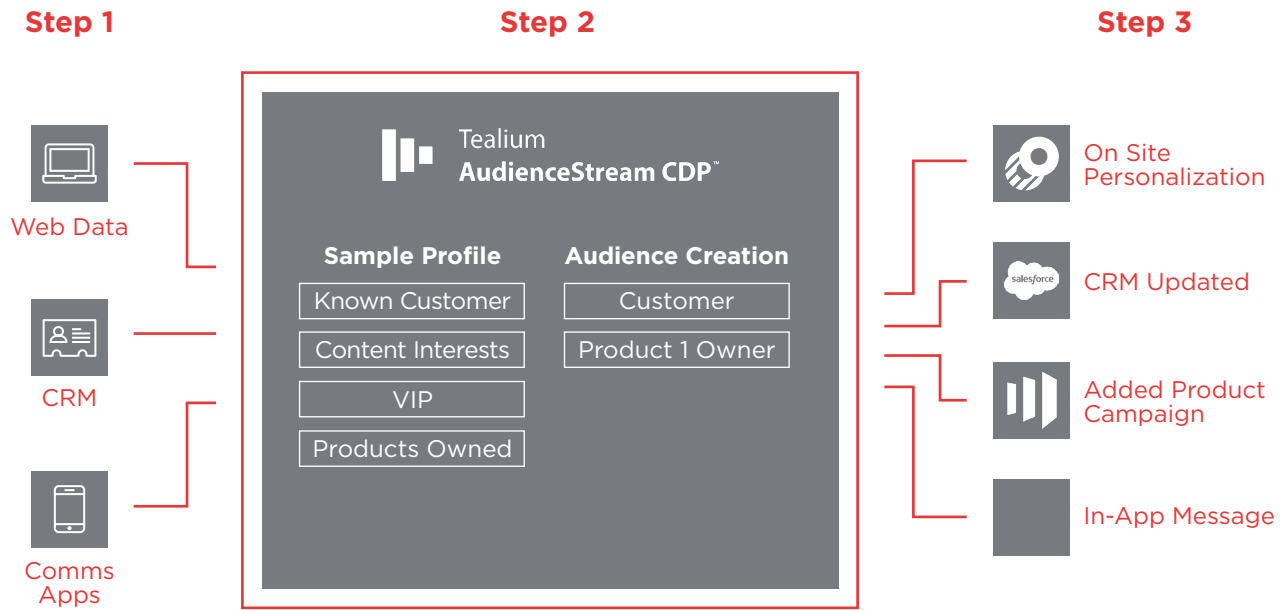 Step 1
Step 2
Step 3
Web Data
CRM
Comms
Apps
Tealium
AudienceStream CDP™
Sample Profile
Known Customer
Content Interests
VIP
Products Owned
Audience Creation
Customer
Product 1 Owner
On Site
Personalization
salesforce
CRM Updated
Added Product
Campaign
In-App Message